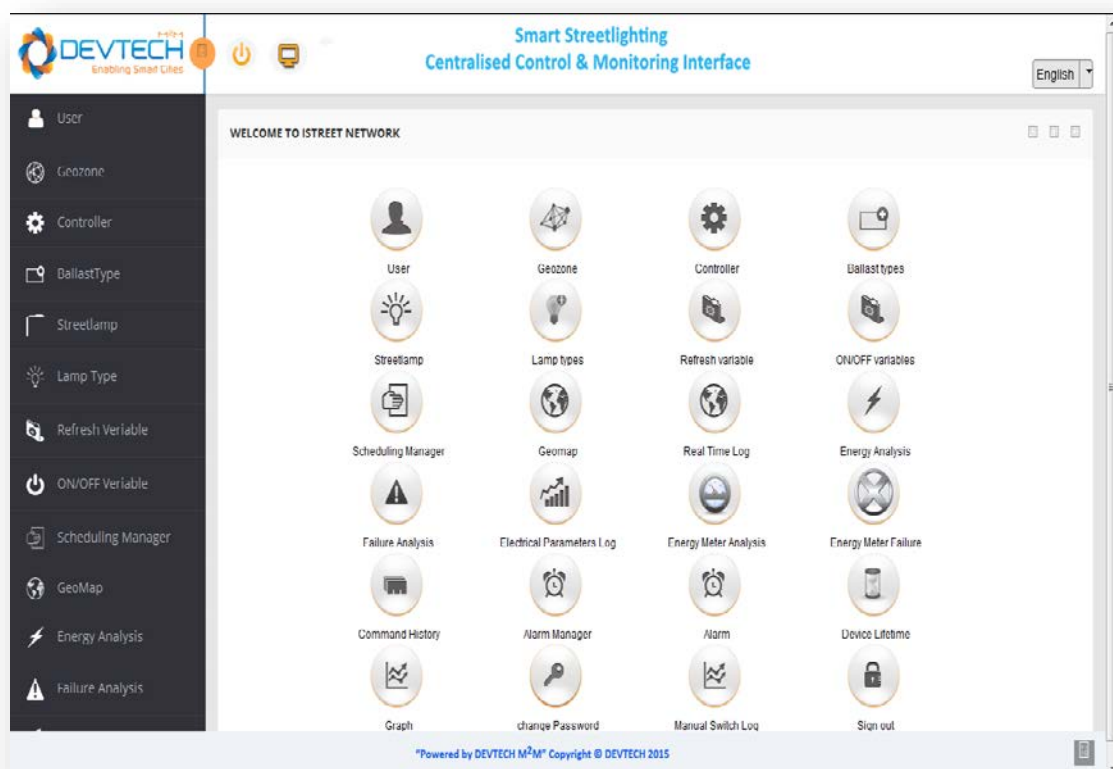 M2M
DEVTECH
Enabling Smart Cities
Smart Streetlighting
Centralised Control & Monitoring Interface
English
User
Geozone
Controller
BallastType
Streetlamp
Lamp Type
Refresh Veriable
ON/OFF Veriable
Scheduling Manager
GeoMap
Energy Analysis
Failure Analysis
WELCOME TO ISTREET NETWORK
User Geozone Controller Ballast types
Streetlamp Lamp types Refresh variable ON/OFF variables
Scheduling Manager Geomap Real Time Log Energy Analysis
Failure Analysis Electrical Parameters Log Energy Meter Analysis Energy Meter Failure
Command History Alarm Manager Alarm Device Lifetime
Graph change Password Manual Switch Log Sign out
"Powered by DEVTECH M2M" Copyright © DEVTECH 2015